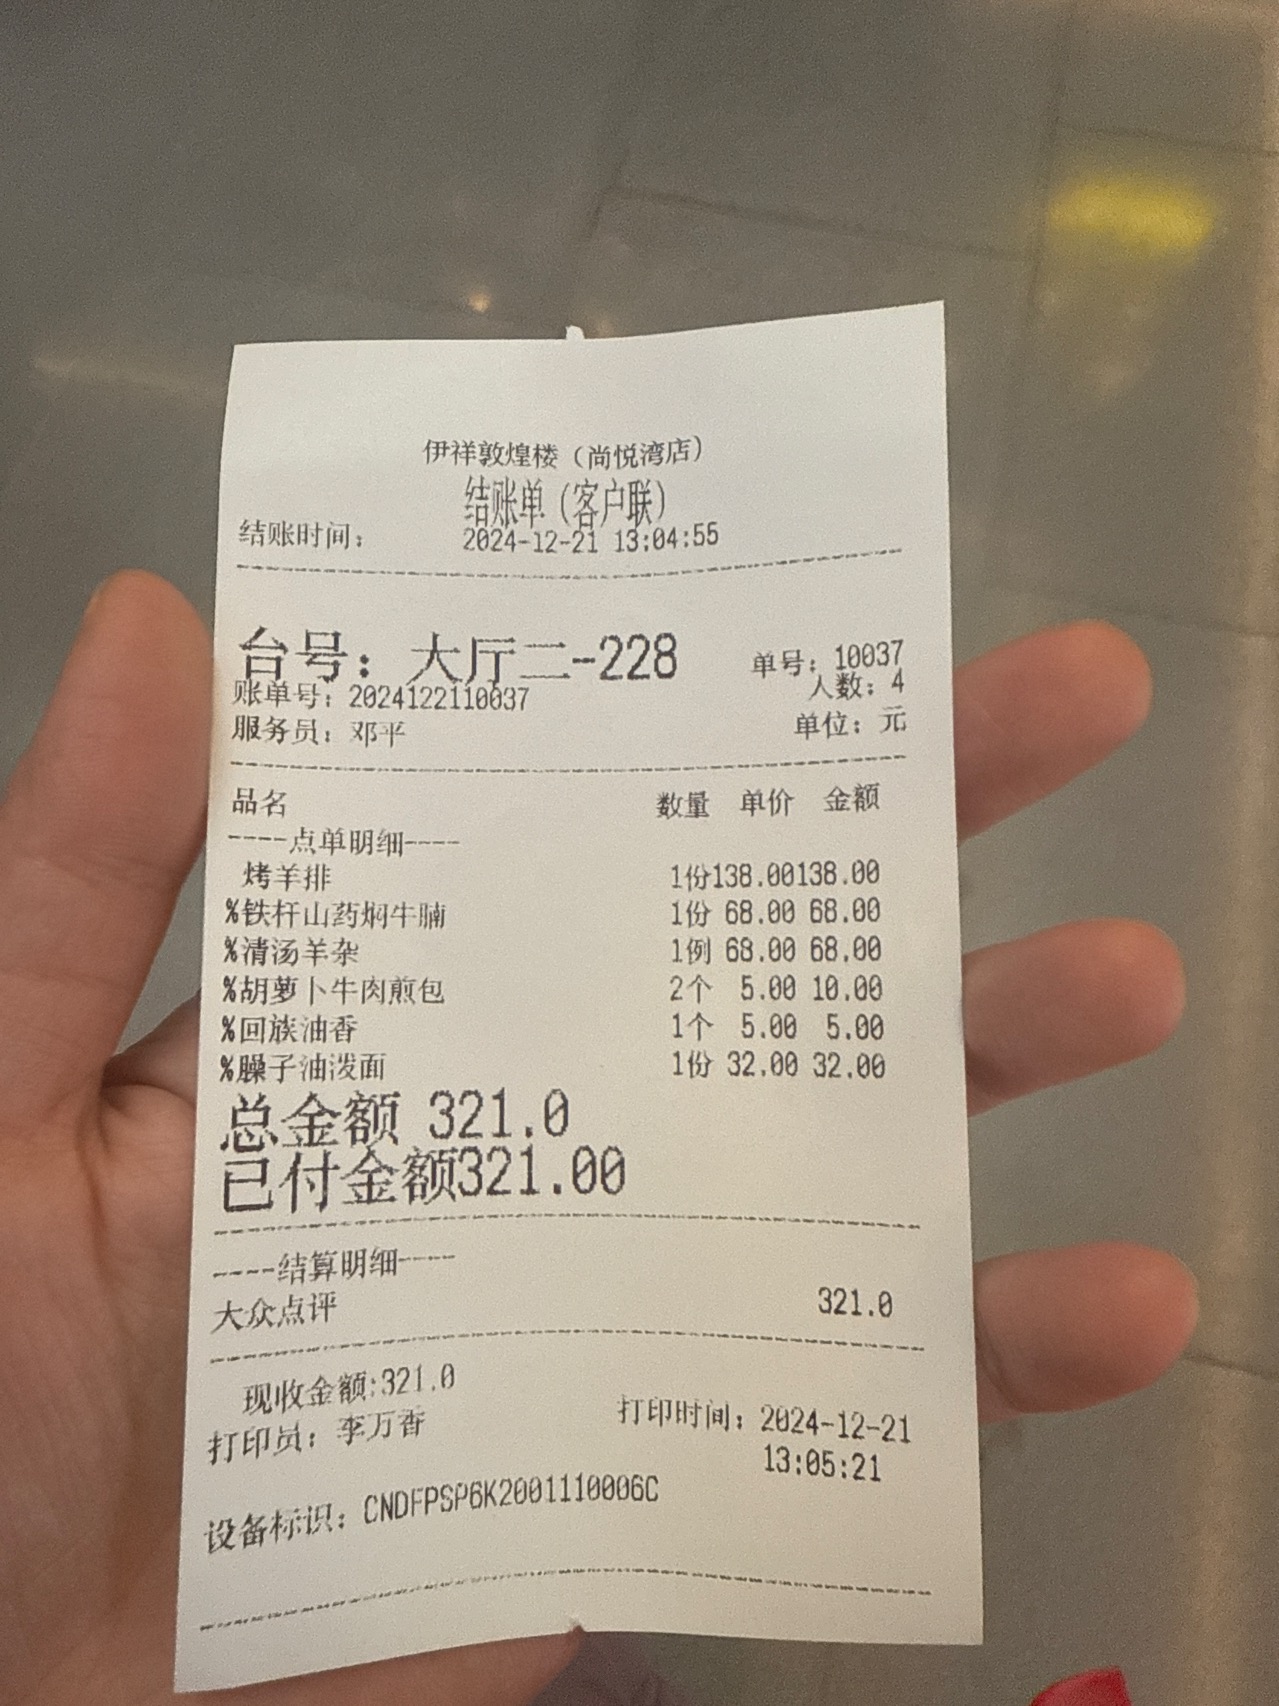 伊祥敦煌楼（尚悦湾店）
结账单（客户联）
结账时间： 2024-12-21 13:04:55
台号： 大厅二-228 单号：10037
账单号：2024122110037 人数：4
服务员：邓平 单位：元
品名 数量 单价 金额
----点单明细----
烤羊排 1份138.00138.00
%铁杆山药焖牛腩 1份 68.00 68.00
%清汤羊杂 1例 68.00 68.00
%胡萝卜牛肉煎包 2个 5.00 10.00
%回族油香 1个 5.00 5.00
%臊子油泼面 1份 32.00 32.00
总金额 321.0
已付金额321.00
----结算明细----
大众点评 321.0
现收金额:321.0
打印员：李万香 打印时间：2024-12-21
13:05:21
设备标识：CNDFPSP6K2001110006C